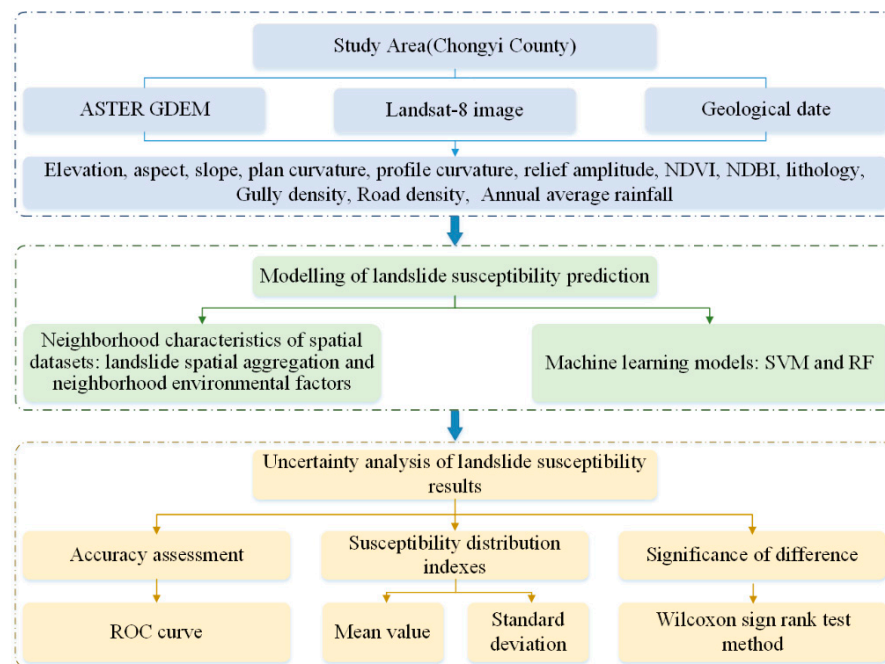 Study Area(Chongyi County)
ASTER GDEM
Landsat-8 image
Geological date
Elevation, aspect, slope, plan curvature, profile curvature, relief amplitude, NDVI, NDBI, lithology,
Gully density, Road density, Annual average rainfall
Modelling of landslide susceptibility prediction
Neighborhood characteristics of spatial
datasets: landslide spatial aggregation and
neighborhood environmental factors
Machine learning models: SVM and RF
Uncertainty analysis of landslide susceptibility
results
Accuracy assessment
Susceptibility distribution
indexes
Significance of difference
ROC curve
Mean value
Standard
deviation
Wilcoxon sign rank test
method